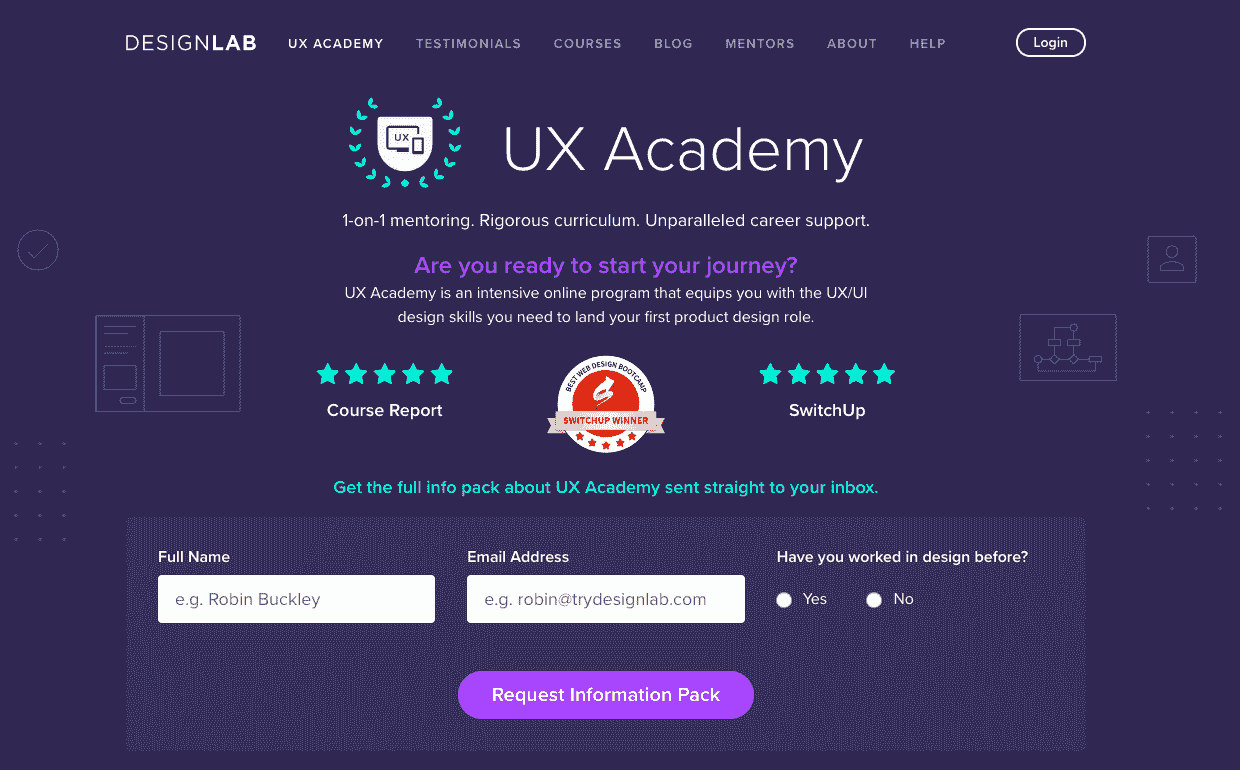 DESIGNLAB UX ACADEMY TESTIMONIALS COURSES BLOG MENTORS ABOUT HELP Login
UX
UX Academy
1-on-1 mentoring. Rigorous curriculum. Unparalleled career support.
Are you ready to start your journey?
UX Academy is an intensive online program that equips you with the UX/UI
design skills you need to land your first product design role.
Course Report
BEST WEB DESIGN BOOTCAMP
SWITCHUP WINNER
SwitchUp
Get the full info pack about UX Academy sent straight to your inbox.
Full Name
e.g. Robin Buckley
Email Address
e.g. robin@trydesignlab.com
Have you worked in design before?
Yes No
Request Information Pack